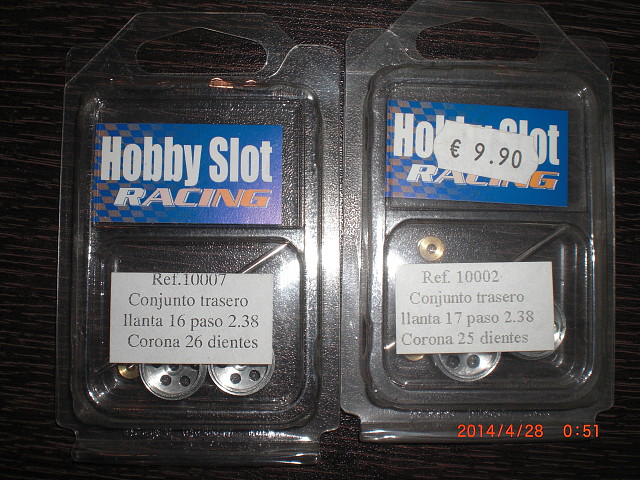 Hobby Slot
RACING
Ref.10007
Conjunto trasero
llanta 16 paso 2.38
Corona 26 dientes
Hobby Slot
RACING
€ 9.90
Ref. 10002
Conjunto trasero
llanta 17 paso 2.38
Corona 25 dientes
2014/4/28 0:51